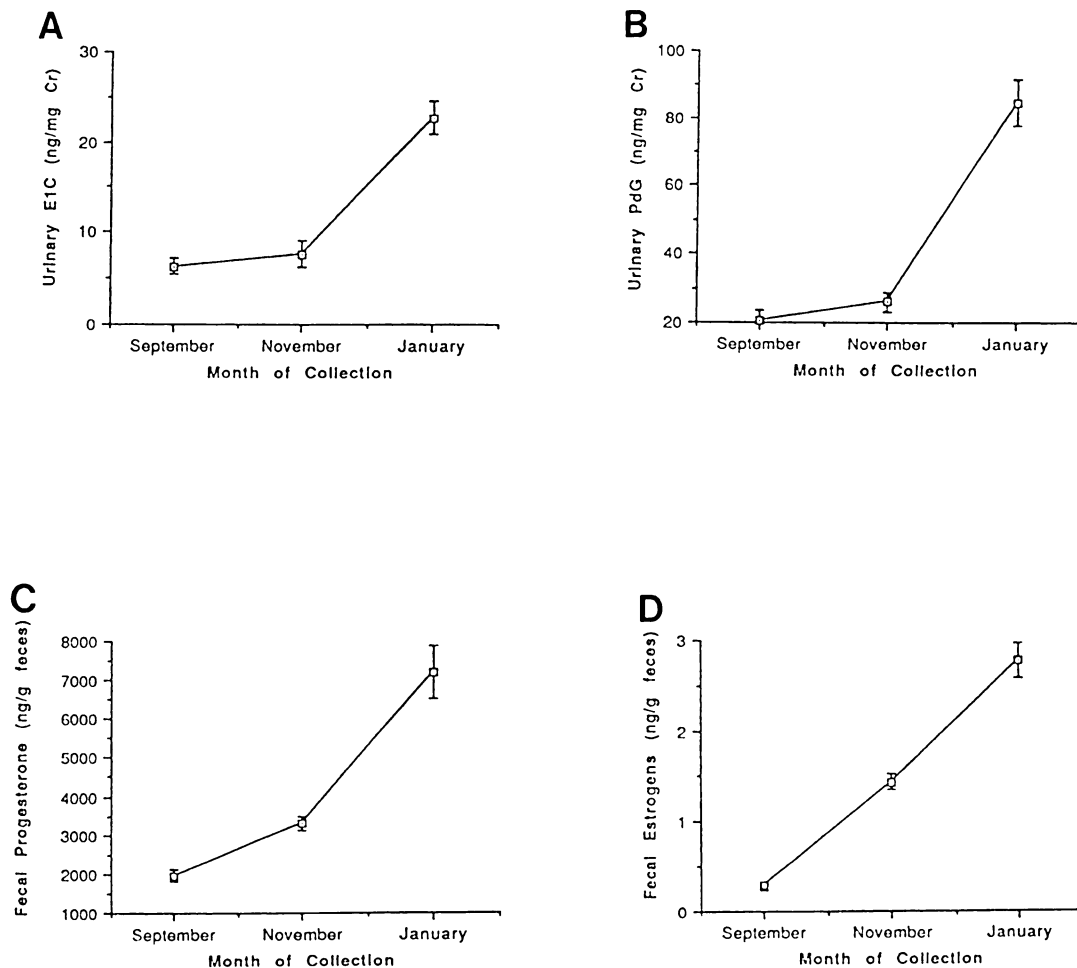 A
Urinary E1C (ng/mg Cr)
30
20
10
0
September November January
Month of Collection
B
Urinary PdG (ng/mg Cr)
100
80
60
40
20
September November January
Month of Collection
C
Fecal Progesterone (ng/g feces)
8000
7000
6000
5000
4000
3000
2000
1000
September November January
Month of Collection
D
Fecal Estrogens (ng/g feces)
3
2
1
0
September November January
Month of Collection